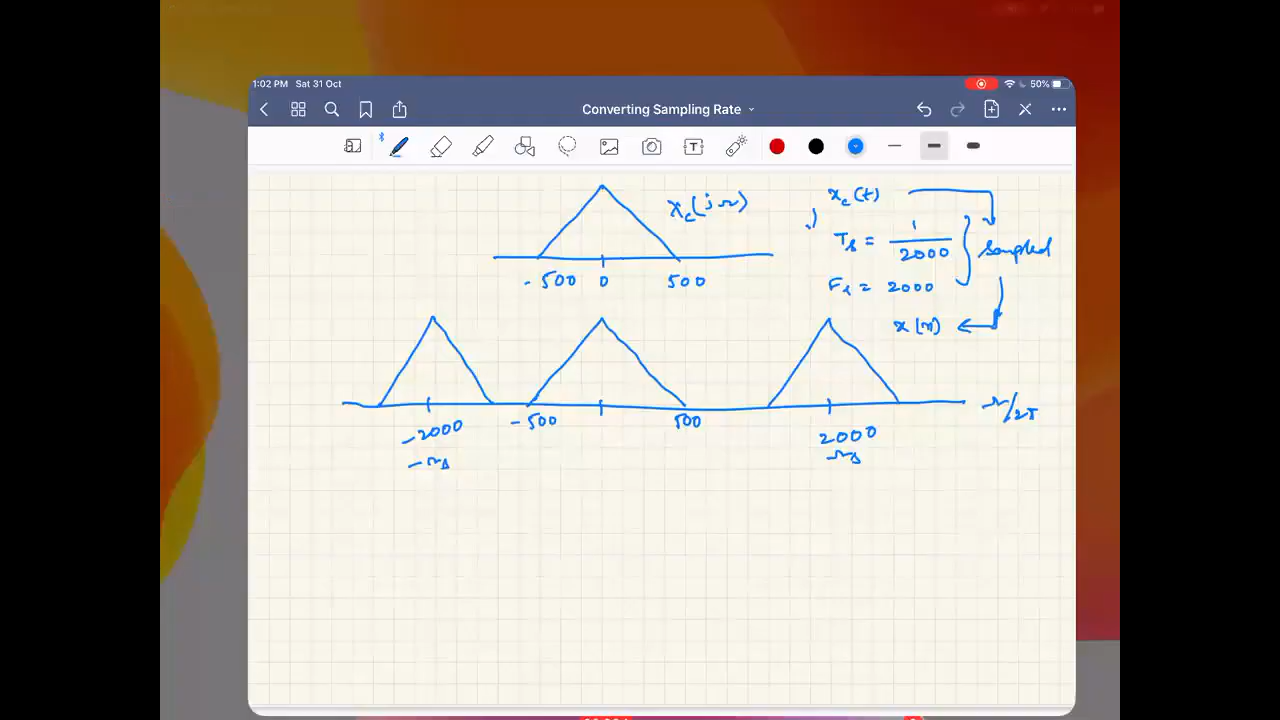 1:02 PM Sat 31 Oct
50%
Converting Sampling Rate
T
Xc(jΩ)
-500 0 500
1)
xc(t)
Ts = 1/2000
Fs = 2000
Sampled
x(n)
-500 500
Ω/2π
-2000
-Ωs
2000
Ωs